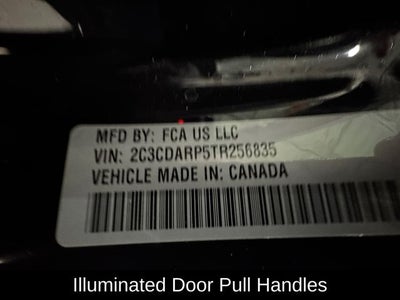 MFD BY: FCA US LLC
VIN: 2C3CDARP5TR256835
VEHICLE MADE IN: CANADA
Illuminated Door Pull Handles